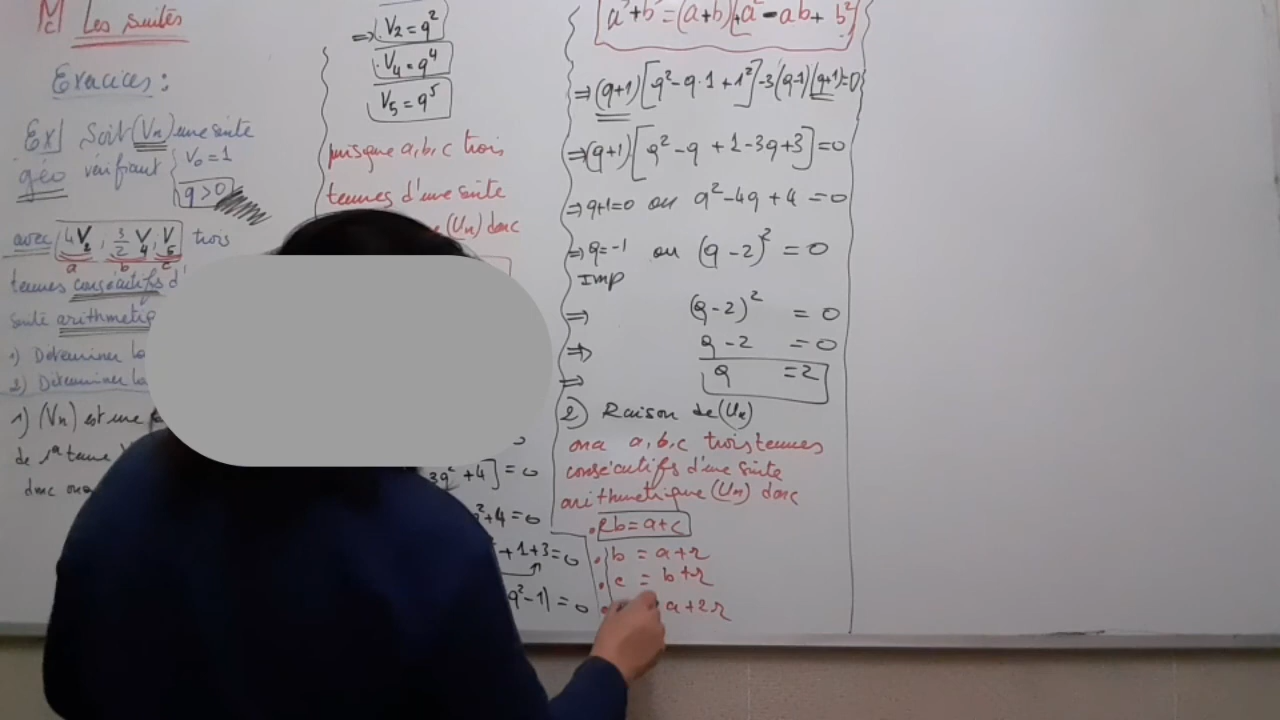 Les suites
Exercices :
Ex1 Soit (Vn) une suite
géo vérifiant { V0 = 1
q > 0
avec 4V2 , 3/2 V4 , V5 trois
a b c
termes consécutifs d'
suite arithmétiq
1) Déterminer la
2) Déterminer la
1) (Vn) est une
de 1er terme V
donc on a
⇒ V2 = q²
. V4 = q⁴
V5 = q⁵
puisque a, b, c trois
termes d'une suite
(Un) donc
3q² + 4] = 0
q² + 4 = 0
+ 1 + 3 = 0
(q² - 1) = 0
a³ + b³ = (a + b)(a² - ab + b²)
⇒ (q+1)[q² - q·1 + 1²] - 3(q-1)(q+1) = 0
⇒ (q+1)[q² - q + 1 - 3q + 3] = 0
⇒ q+1=0 ou q² - 4q + 4 = 0
⇒ q = -1 ou (q - 2)² = 0
Imp
⇒ (q - 2)² = 0
⇒ q - 2 = 0
⇒ q = 2
2) Raison de (Un)
on a a, b, c trois termes
consécutifs d'une suite
arithmetique (Un) donc
. 2b = a + c
. b = a + r
. c = b + r
a + 2r